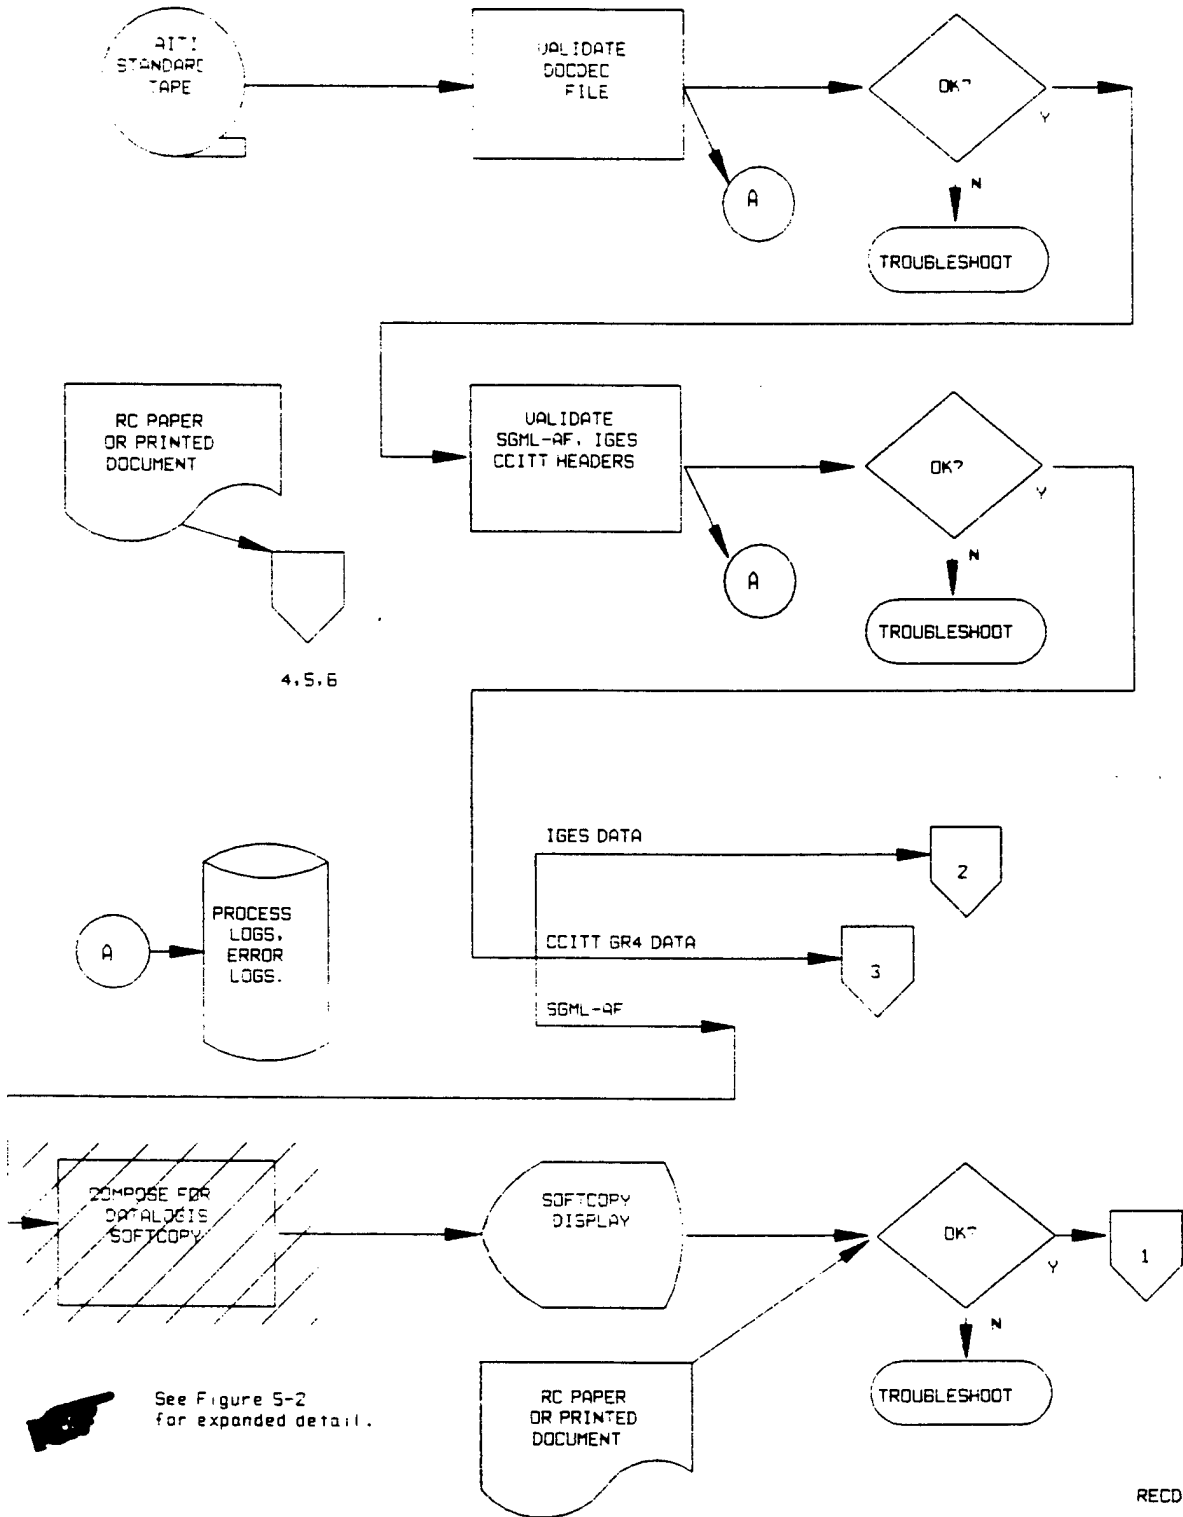 AITI
STANDARD
TAPE
VALIDATE
DOCDEC
FILE
OK?
Y
N
A
TROUBLESHOOT
RC PAPER
OR PRINTED
DOCUMENT
VALIDATE
SGML-AF, IGES
CCITT HEADERS
OK?
Y
N
A
TROUBLESHOOT
4,5,6
IGES DATA
2
PROCESS
LOGS,
ERROR
LOGS.
A
CCITT GR4 DATA
3
SGML-AF
COMPOSE FOR
DATALOGIS
SOFTCOPY
SOFTCOPY
DISPLAY
OK?
Y
1
N
TROUBLESHOOT
See Figure 5-2
for expanded detail.
RC PAPER
OR PRINTED
DOCUMENT
RECD